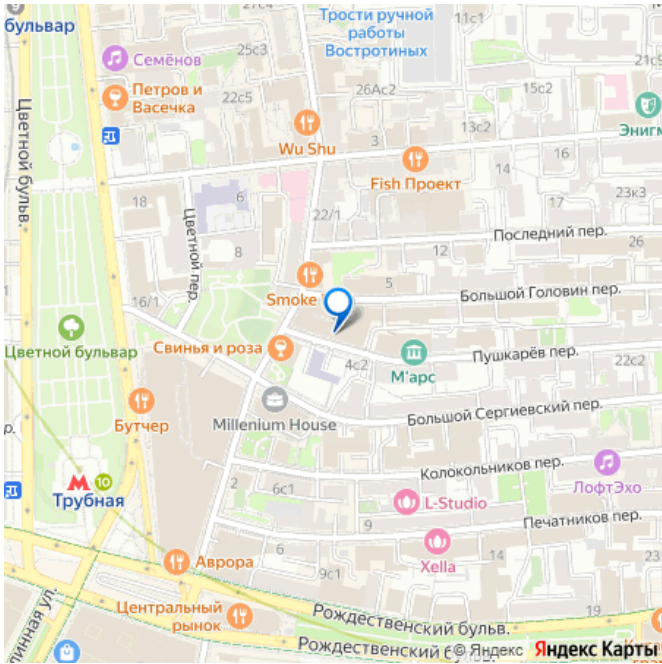 бульвар
25с3
Трости ручной
работы
Востротиных
11с1
21с9
Семёнов
Петров и
Васечка
22с5
26Ас2
15с2
13с2
Энигм
Wu Shu
3
Fish Проект
14
16
23к3
Цветной бульв.
18
6
22/1
Цветной пер.
8
12
Последний пер.
26
5
Smoke
Большой Головин пер.
16/1
Цветной бульвар
Свинья и роза
4с2
М'арс
Пушкарёв пер.
22с2
Millenium House
Большой Сергиевский пер.
Бутчер
р.
Колокольников пер.
ЛофтЭхо
М 10
Трубная
2
6с1
L-Studio
9
Печатников пер.
6
Xella
14
Аврора
9с1
Центральный
рынок
19
Рождественский бульв.
линная ул.
Рождественский б
© Яндекс Яндекс Карты